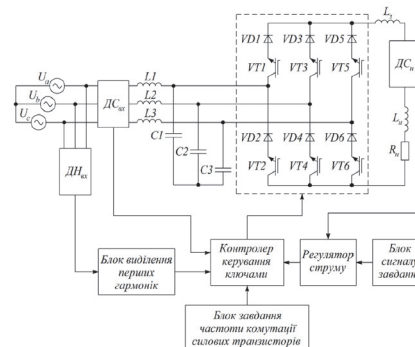 VD1 VD3 VD5
L₁
VT1 VT3 VT5
ДСн
Ua
Ub
Uc
ДСвх
L1
L2
L3
C1
C2
C3
VD2 VD4 VD6
VT2 VT4 VT6
Lн
Rн
ДНвх
Блок виділення
перших
гармонік
Контролер
керування
ключами
Регулятор
струму
Блок
сигналу
завдання
Блок завдання
частоти комутації
силових транзисторів